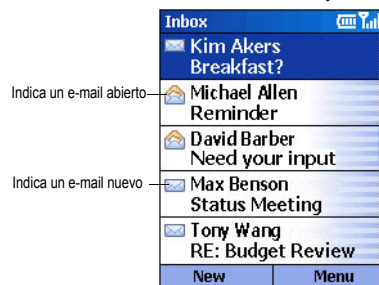 Inbox
Kim Akers
Breakfast?
Indica un e-mail abierto
Michael Allen
Reminder
David Barber
Need your input
Indica un e-mail nuevo
Max Benson
Status Meeting
Tony Wang
RE: Budget Review
New Menu